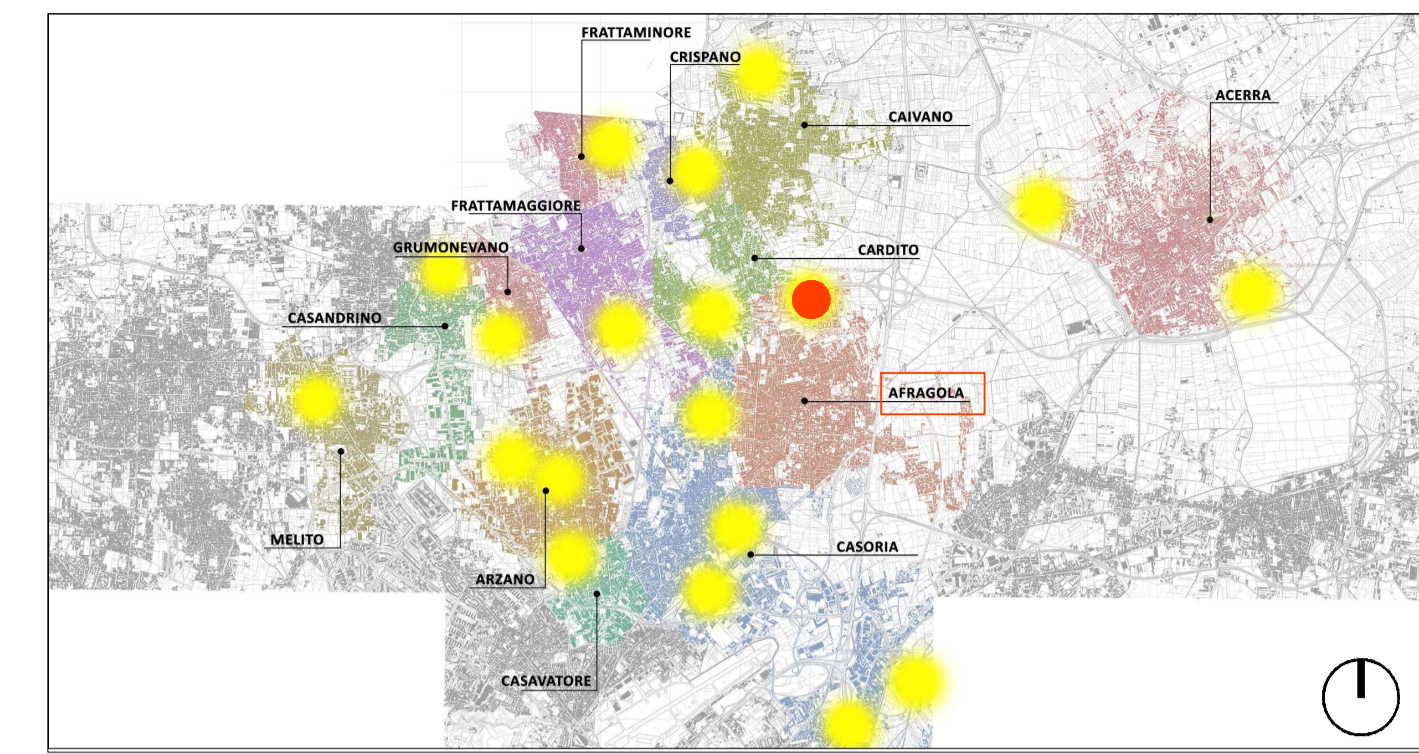 FRATTAMINORE
CRISPANO
ACERRA
CAIVANO
FRATTAMAGGIORE
GRUMONEVANO
CARDITO
CASANDRINO
AFRAGOLA
MELITO
CASORIA
ARZANO
CASAVATORE